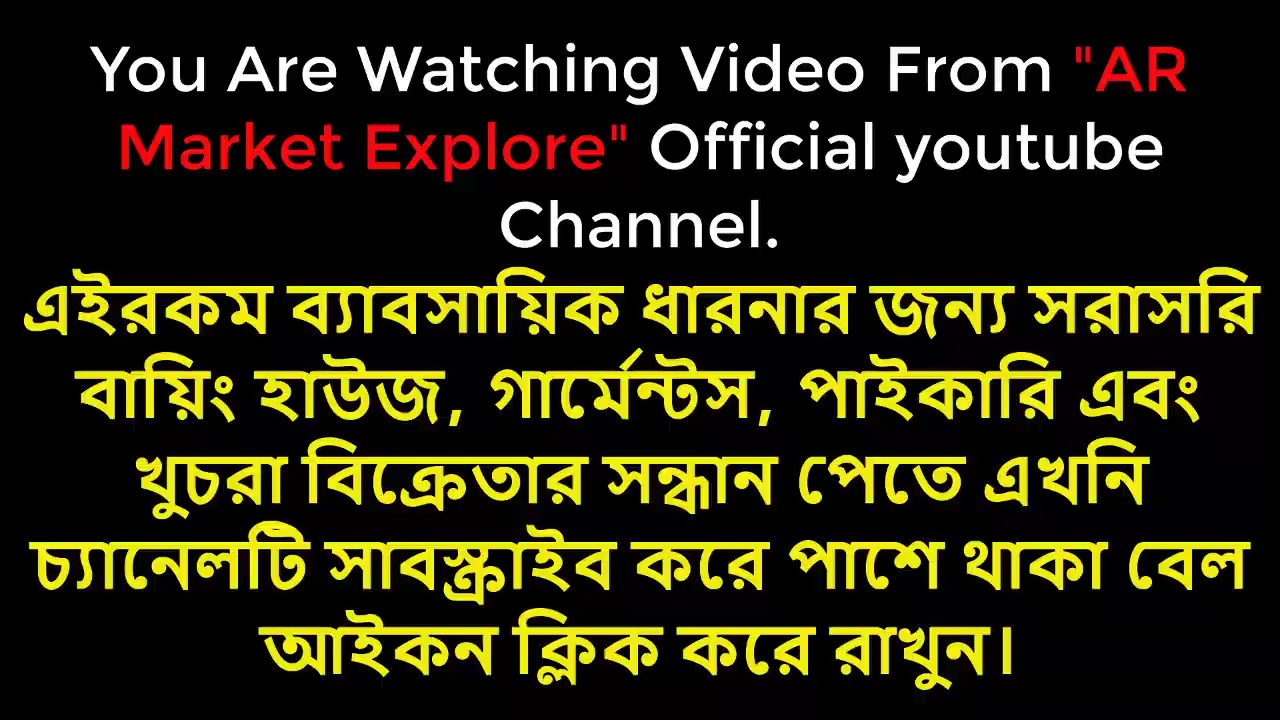 You Are Watching Video From "AR
Market Explore" Official youtube
Channel.
এইরকম ব্যাবসায়িক ধারনার জন্য সরাসরি
বায়িং হাউজ, গার্মেন্টস, পাইকারি এবং
খুচরা বিক্রেতার সন্ধান পেতে এখনি
চ্যানেলটি সাবস্ক্রাইব করে পাশে থাকা বেল
আইকন ক্লিক করে রাখুন।